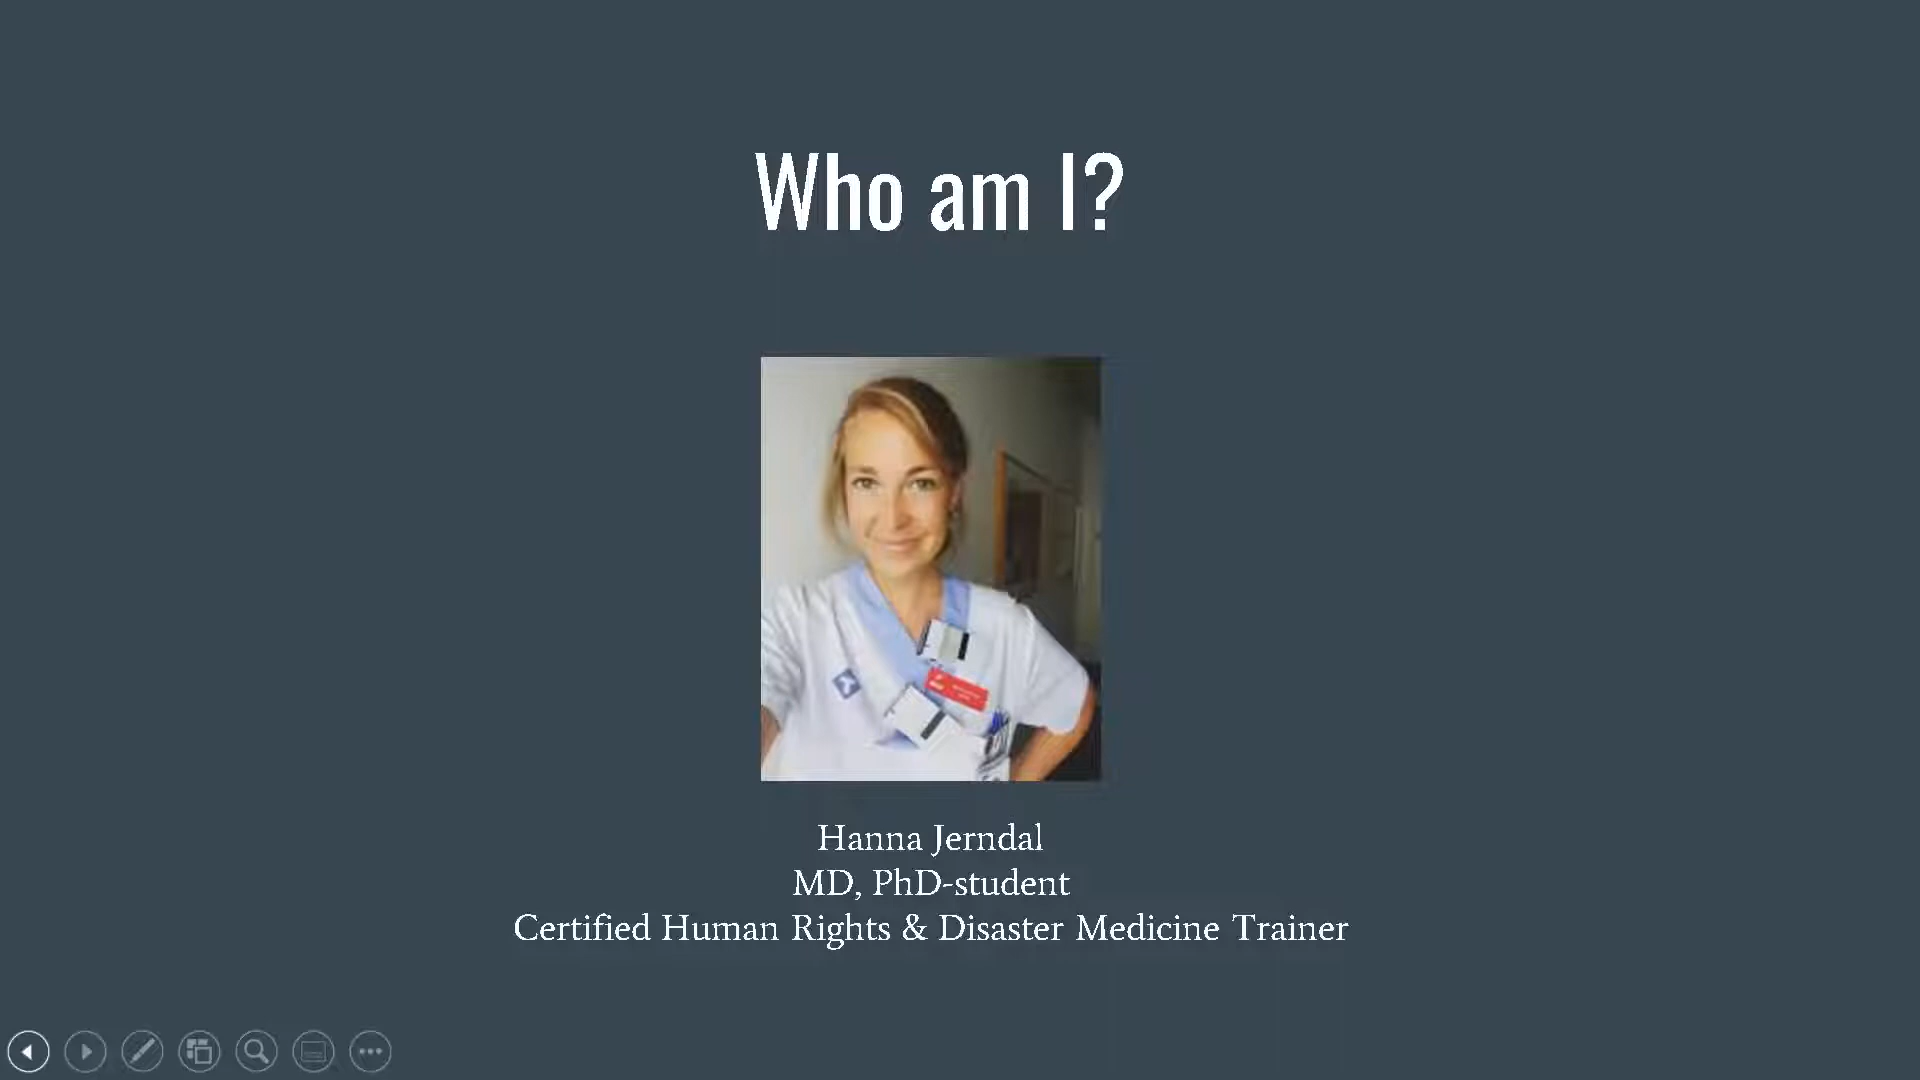 Who am I?
Hanna Jerndal
MD, PhD-student
Certified Human Rights & Disaster Medicine Trainer